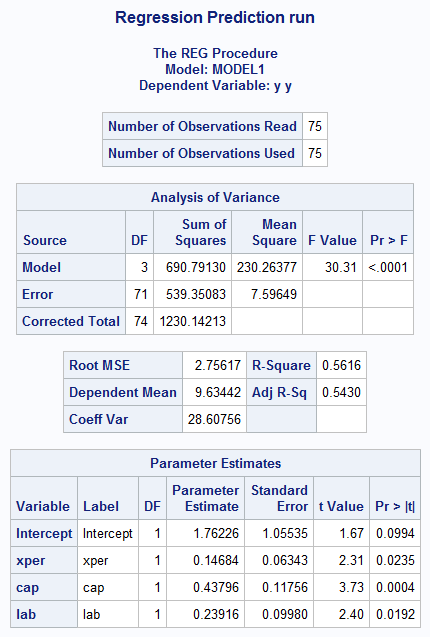 Regression Prediction run
The REG Procedure
Model: MODEL1
Dependent Variable: y y
Number of Observations Read 75
Number of Observations Used 75
Analysis of Variance
Source DF Sum of Squares Mean Square F Value Pr > F
Model 3 690.79130 230.26377 30.31 <.0001
Error 71 539.35083 7.59649
Corrected Total 74 1230.14213
Root MSE 2.75617 R-Square 0.5616
Dependent Mean 9.63442 Adj R-Sq 0.5430
Coeff Var 28.60756
Parameter Estimates
Variable Label DF Parameter Estimate Standard Error t Value Pr > |t|
Intercept Intercept 1 1.76226 1.05535 1.67 0.0994
xper xper 1 0.14684 0.06343 2.31 0.0235
cap cap 1 0.43796 0.11756 3.73 0.0004
lab lab 1 0.23916 0.09980 2.40 0.0192